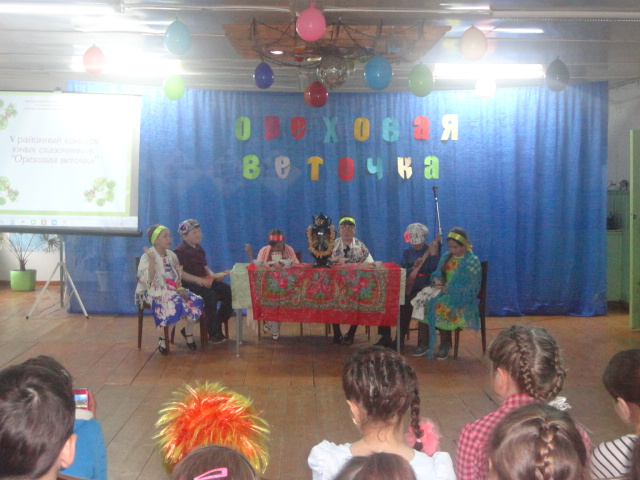 V районный конкурс
юных сказочников
"Ореховая веточка"
ОРЕХОВАЯ
ВЕТОЧКА